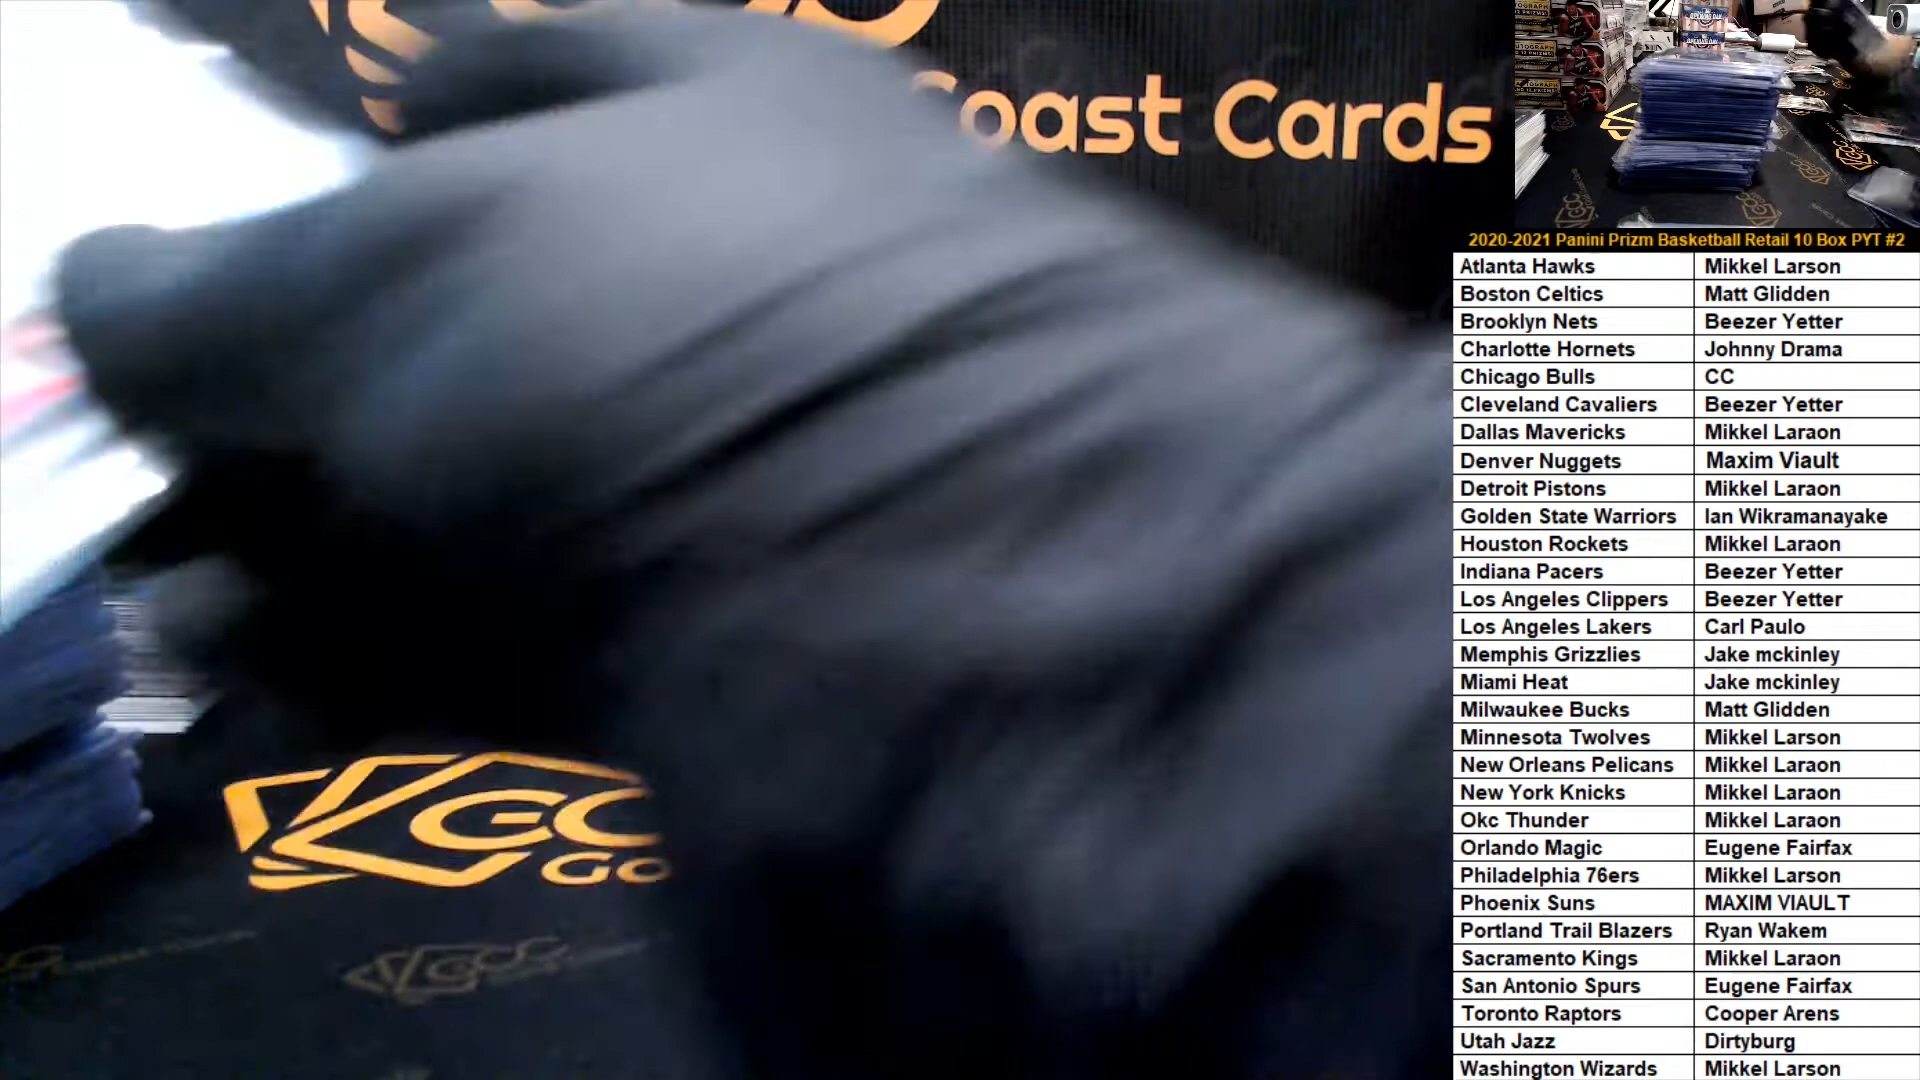 oast Cards
GC
GO
2020-2021 Panini Prizm Basketball Retail 10 Box PYT #2
Atlanta Hawks Mikkel Larson
Boston Celtics Matt Glidden
Brooklyn Nets Beezer Yetter
Charlotte Hornets Johnny Drama
Chicago Bulls CC
Cleveland Cavaliers Beezer Yetter
Dallas Mavericks Mikkel Laraon
Denver Nuggets Maxim Viault
Detroit Pistons Mikkel Laraon
Golden State Warriors Ian Wikramanayake
Houston Rockets Mikkel Laraon
Indiana Pacers Beezer Yetter
Los Angeles Clippers Beezer Yetter
Los Angeles Lakers Carl Paulo
Memphis Grizzlies Jake mckinley
Miami Heat Jake mckinley
Milwaukee Bucks Matt Glidden
Minnesota Twolves Mikkel Larson
New Orleans Pelicans Mikkel Laraon
New York Knicks Mikkel Laraon
Okc Thunder Mikkel Laraon
Orlando Magic Eugene Fairfax
Philadelphia 76ers Mikkel Larson
Phoenix Suns MAXIM VIAULT
Portland Trail Blazers Ryan Wakem
Sacramento Kings Mikkel Laraon
San Antonio Spurs Eugene Fairfax
Toronto Raptors Cooper Arens
Utah Jazz Dirtyburg
Washington Wizards Mikkel Larson